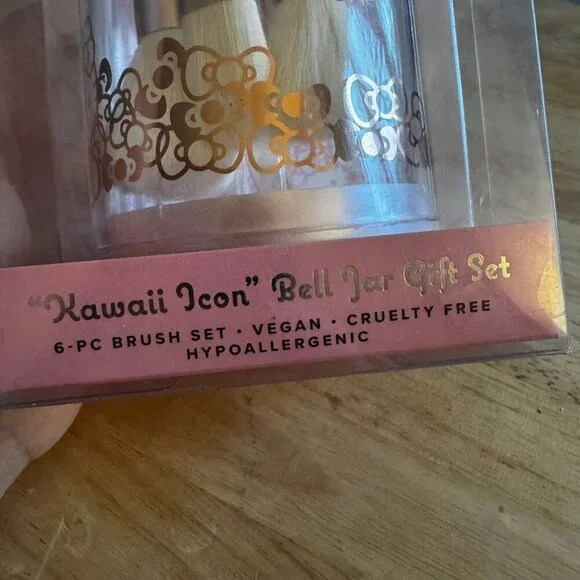 "Kawaii Icon" Bell Jar Gift Set
6-PC BRUSH SET • VEGAN • CRUELTY FREE
HYPOALLERGENIC